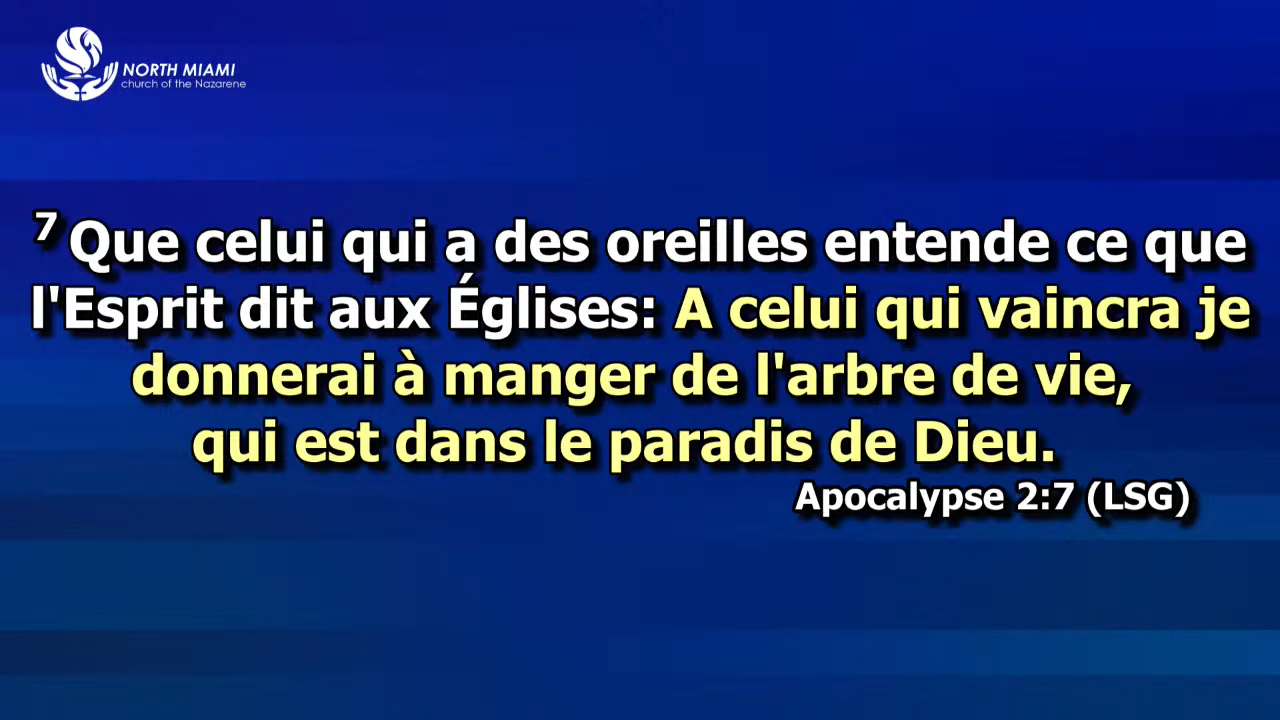 NORTH MIAMI
church of the Nazarene
7 Que celui qui a des oreilles entende ce que
l'Esprit dit aux Églises: A celui qui vaincra je
donnerai à manger de l'arbre de vie,
qui est dans le paradis de Dieu.
Apocalypse 2:7 (LSG)